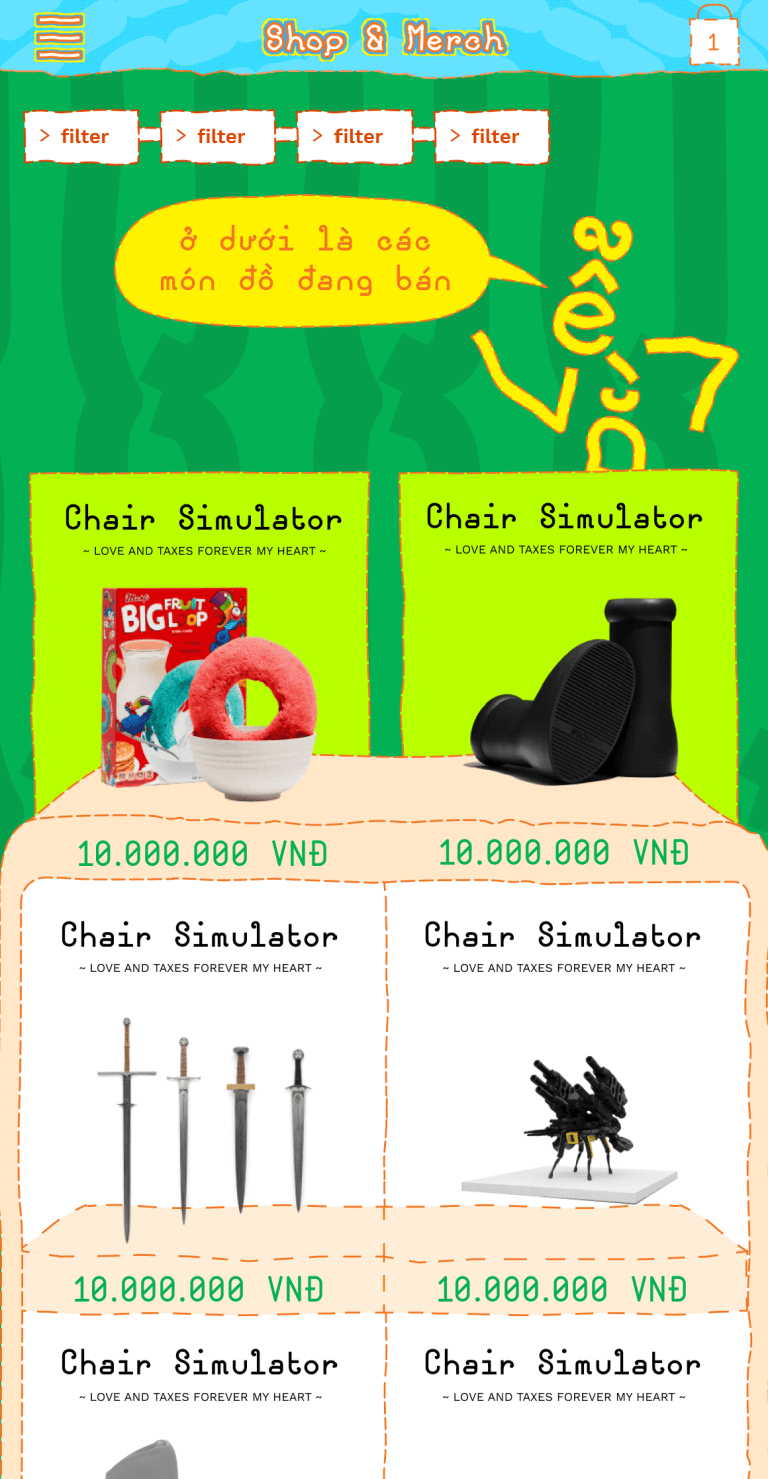 Shop & Merch
1
> filter
> filter
> filter
> filter
ở dưới là các
món đồ đang bán
Chair Simulator
~ LOVE AND TAXES FOREVER MY HEART ~
BIG FRUIT
LOOP
10.000.000 VNĐ
Chair Simulator
~ LOVE AND TAXES FOREVER MY HEART ~
10.000.000 VNĐ
Chair Simulator
~ LOVE AND TAXES FOREVER MY HEART ~
10.000.000 VNĐ
Chair Simulator
~ LOVE AND TAXES FOREVER MY HEART ~
10.000.000 VNĐ
Chair Simulator
~ LOVE AND TAXES FOREVER MY HEART ~
Chair Simulator
~ LOVE AND TAXES FOREVER MY HEART ~